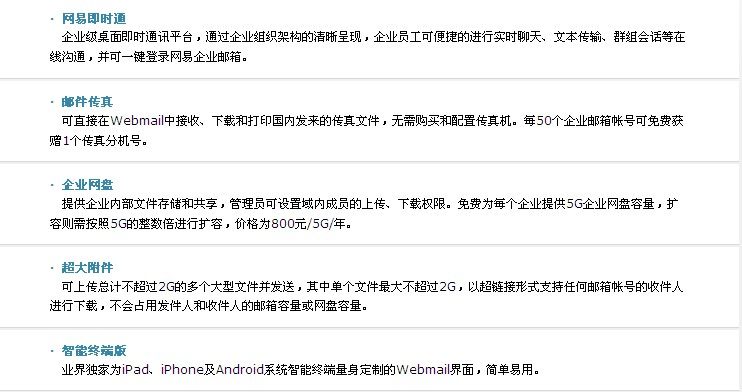 · 网易即时通
企业级桌面即时通讯平台，通过企业组织架构的清晰呈现，企业员工可便捷的进行实时聊天、文本传输、群组会话等在
线沟通，并可一键登录网易企业邮箱。
· 邮件传真
可直接在Webmail中接收、下载和打印国内发来的传真文件，无需购买和配置传真机。每50个企业邮箱帐号可免费获
赠1个传真分机号。
· 企业网盘
提供企业内部文件存储和共享，管理员可设置域内成员的上传、下载权限。免费为每个企业提供5G企业网盘容量，扩
容则需按照5G的整数倍进行扩容，价格为800元/5G/年。
· 超大附件
可上传总计不超过2G的多个大型文件并发送，其中单个文件最大不超过2G，以超链接形式支持任何邮箱帐号的收件人
进行下载，不会占用发件人和收件人的邮箱容量或网盘容量。
· 智能终端版
业界独家为iPad、iPhone及Android系统智能终端量身定制的Webmail界面，简单易用。